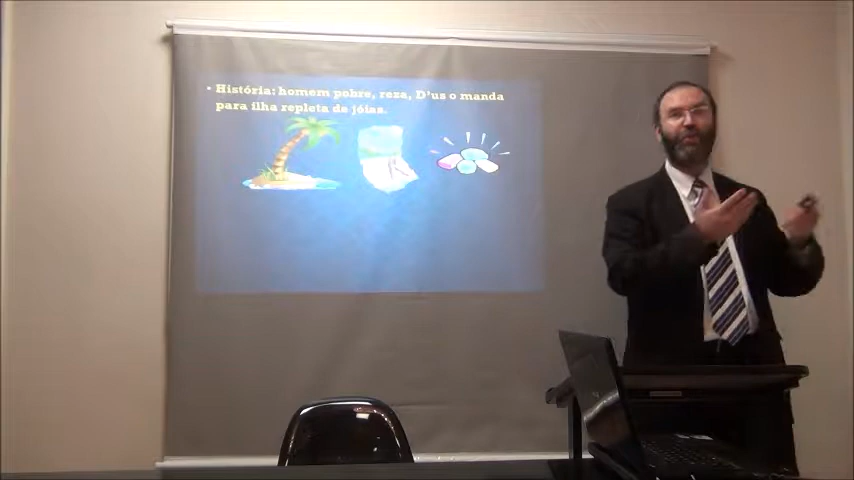 • História: homem pobre, reza, D'us o manda
para ilha repleta de jóias.